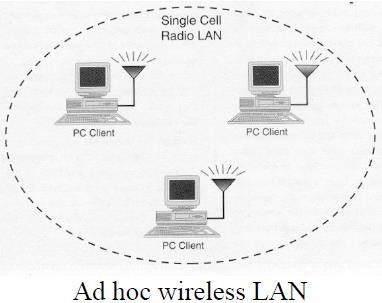 Single Cell
Radio LAN
PC Client
PC Client
PC Client
Ad hoc wireless LAN